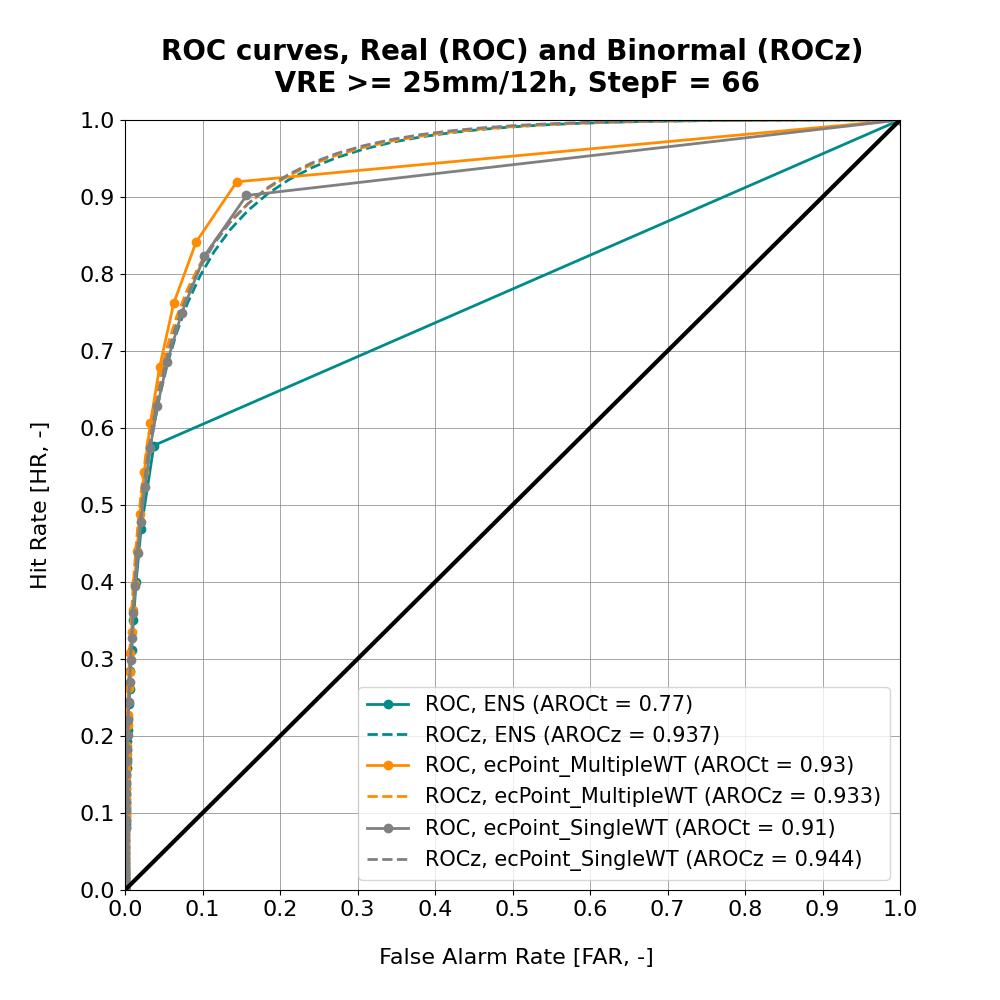 ROC curves, Real (ROC) and Binormal (ROCz)
VRE >= 25mm/12h, StepF = 66
1.0
0.9
0.8
0.7
0.6
0.5
0.4
0.3
0.2
0.1
0.0
Hit Rate [HR, -]
ROC, ENS (AROCt = 0.77)
ROCz, ENS (AROCz = 0.937)
ROC, ecPoint_MultipleWT (AROCt = 0.93)
ROCz, ecPoint_MultipleWT (AROCz = 0.933)
ROC, ecPoint_SingleWT (AROCt = 0.91)
ROCz, ecPoint_SingleWT (AROCz = 0.944)
0.0 0.1 0.2 0.3 0.4 0.5 0.6 0.7 0.8 0.9 1.0
False Alarm Rate [FAR, -]